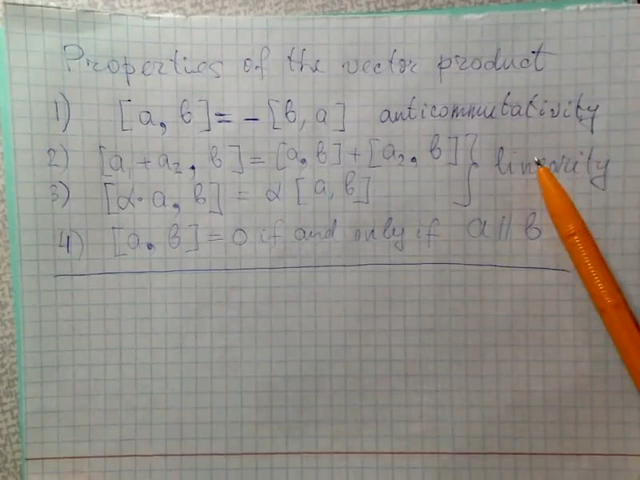 Properties of the vector product
1) [a, b] = - [b, a] anticommutativity
2) [a₁ + a₂, b] = [a, b] + [a₂, b] } linearity
3) [α· a, b] = α [a, b]
4) [a, b] = 0 if and only if a || b